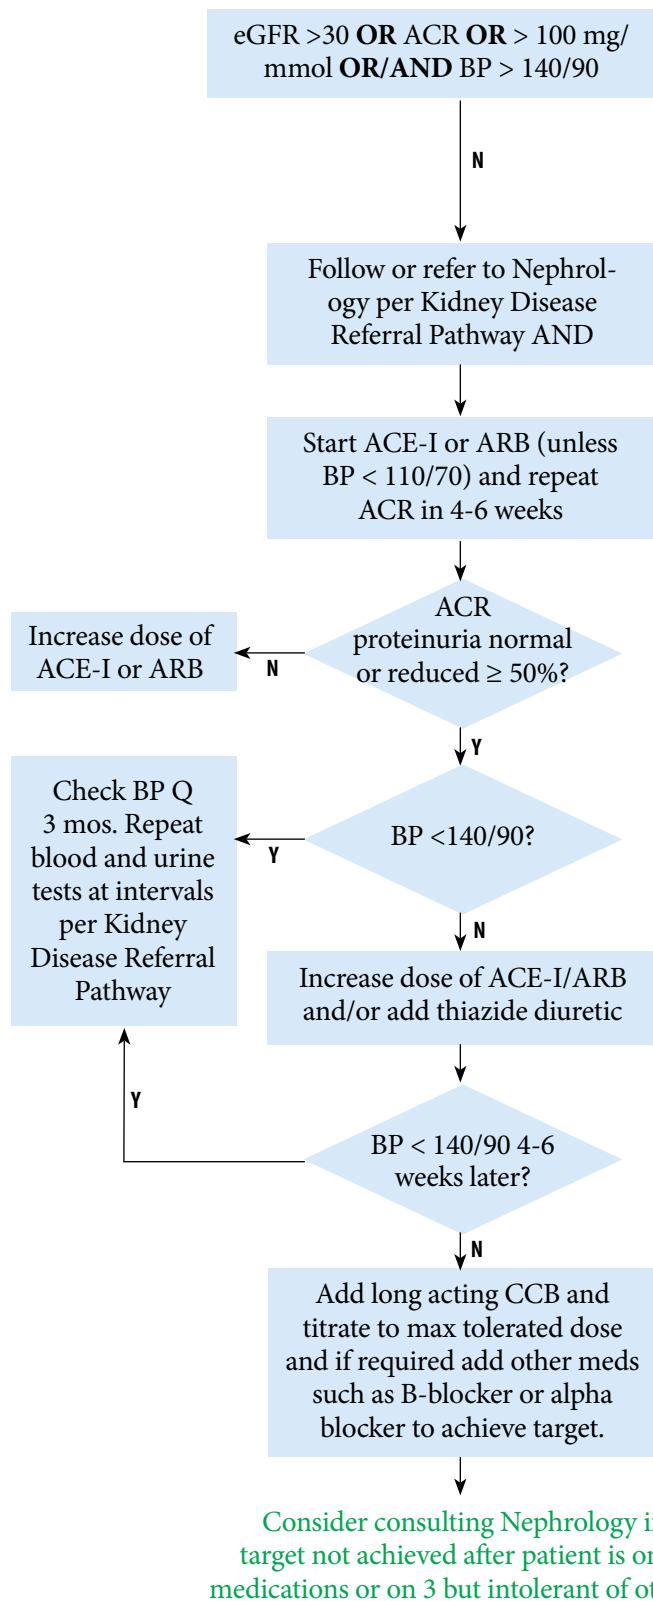 eGFR >30 OR ACR OR > 100 mg/
mmol OR/AND BP > 140/90
N
Follow or refer to Nephrol-
ogy per Kidney Disease
Referral Pathway AND
Start ACE-I or ARB (unless
BP < 110/70) and repeat
ACR in 4-6 weeks
ACR
proteinuria normal
or reduced ≥ 50%?
N
Increase dose of
ACE-I or ARB
Y
BP <140/90?
Y
Check BP Q
3 mos. Repeat
blood and urine
tests at intervals
per Kidney
Disease Referral
Pathway
N
Increase dose of ACE-I/ARB
and/or add thiazide diuretic
Y
BP < 140/90 4-6
weeks later?
N
Add long acting CCB and
titrate to max tolerated dose
and if required add other meds
such as B-blocker or alpha
blocker to achieve target.
Consider consulting Nephrology
target not achieved after patient is
medications or on 3 but intolerant of